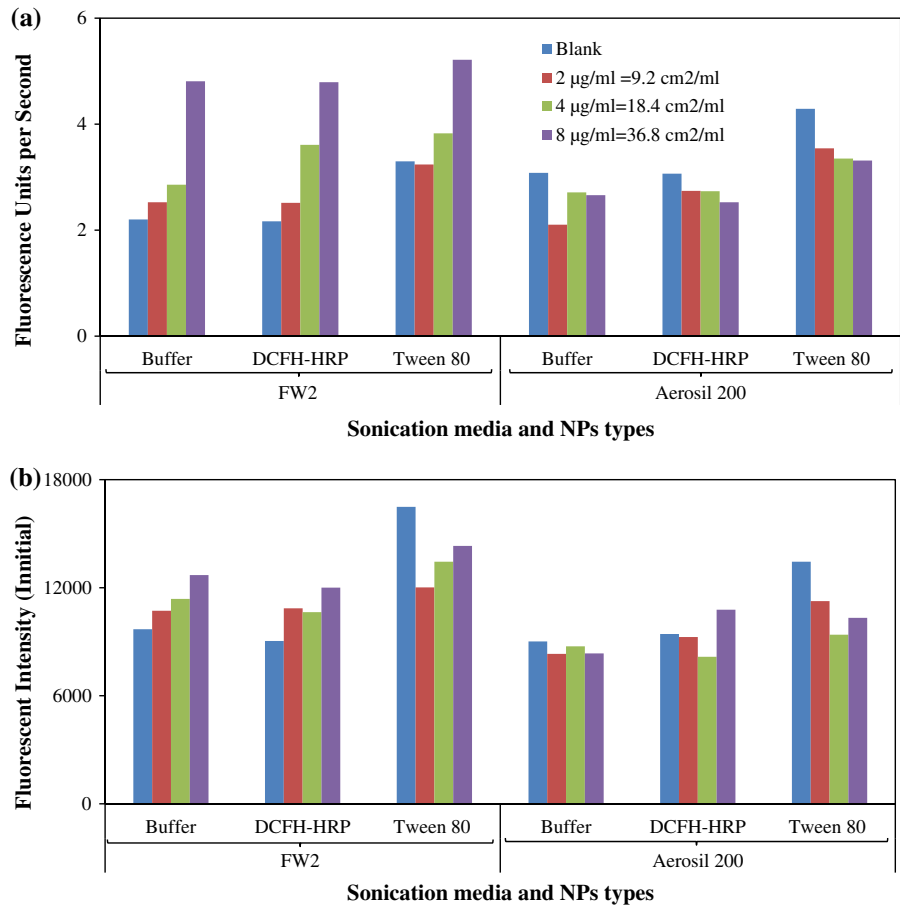 (a)
Fluorescence Units per Second
6
4
2
0
Blank
2 µg/ml =9.2 cm2/ml
4 µg/ml=18.4 cm2/ml
8 µg/ml=36.8 cm2/ml
Buffer DCFH-HRP Tween 80 Buffer DCFH-HRP Tween 80
FW2 Aerosil 200
Sonication media and NPs types
(b)
Fluorescent Intensity (Innitial)
18000
12000
6000
0
Buffer DCFH-HRP Tween 80 Buffer DCFH-HRP Tween 80
FW2 Aerosil 200
Sonication media and NPs types